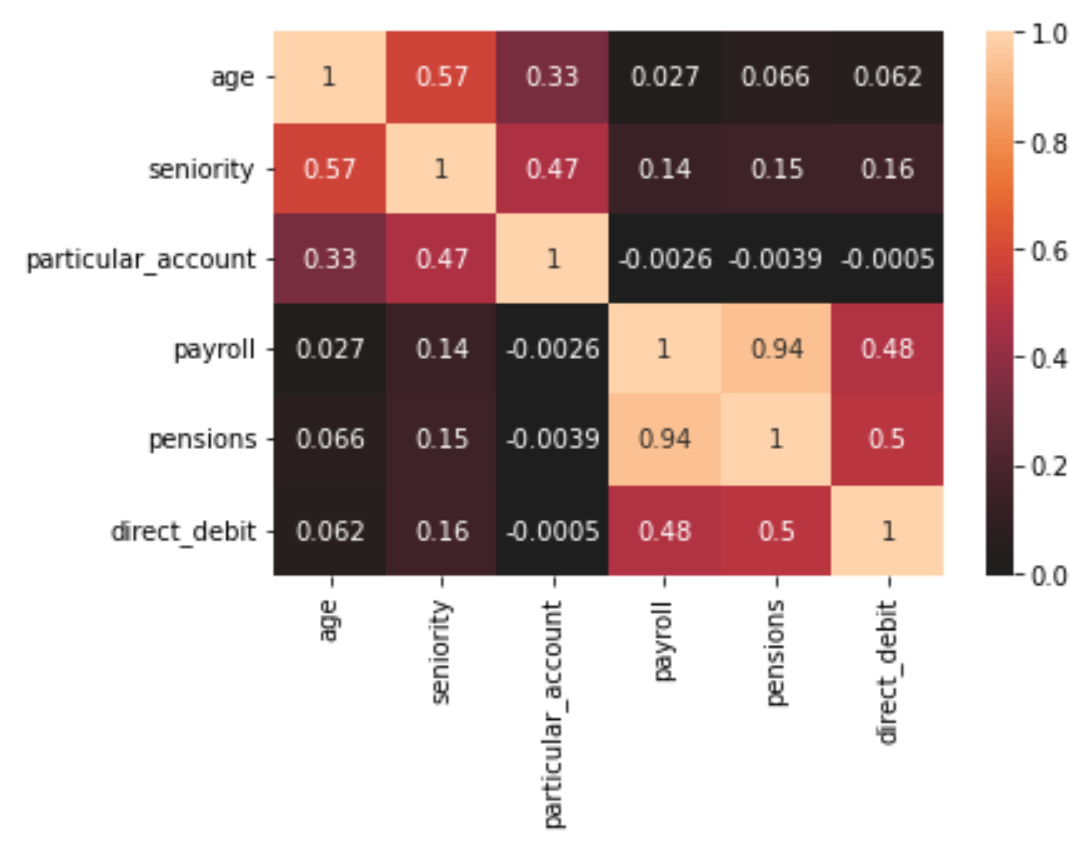 age 1 0.57 0.33 0.027 0.066 0.062
seniority 0.57 1 0.47 0.14 0.15 0.16
particular_account 0.33 0.47 1 -0.0026 -0.0039 -0.0005
payroll 0.027 0.14 -0.0026 1 0.94 0.48
pensions 0.066 0.15 -0.0039 0.94 1 0.5
direct_debit 0.062 0.16 -0.0005 0.48 0.5 1
age seniority particular_account payroll pensions direct_debit
1.0
0.8
0.6
0.4
0.2
0.0